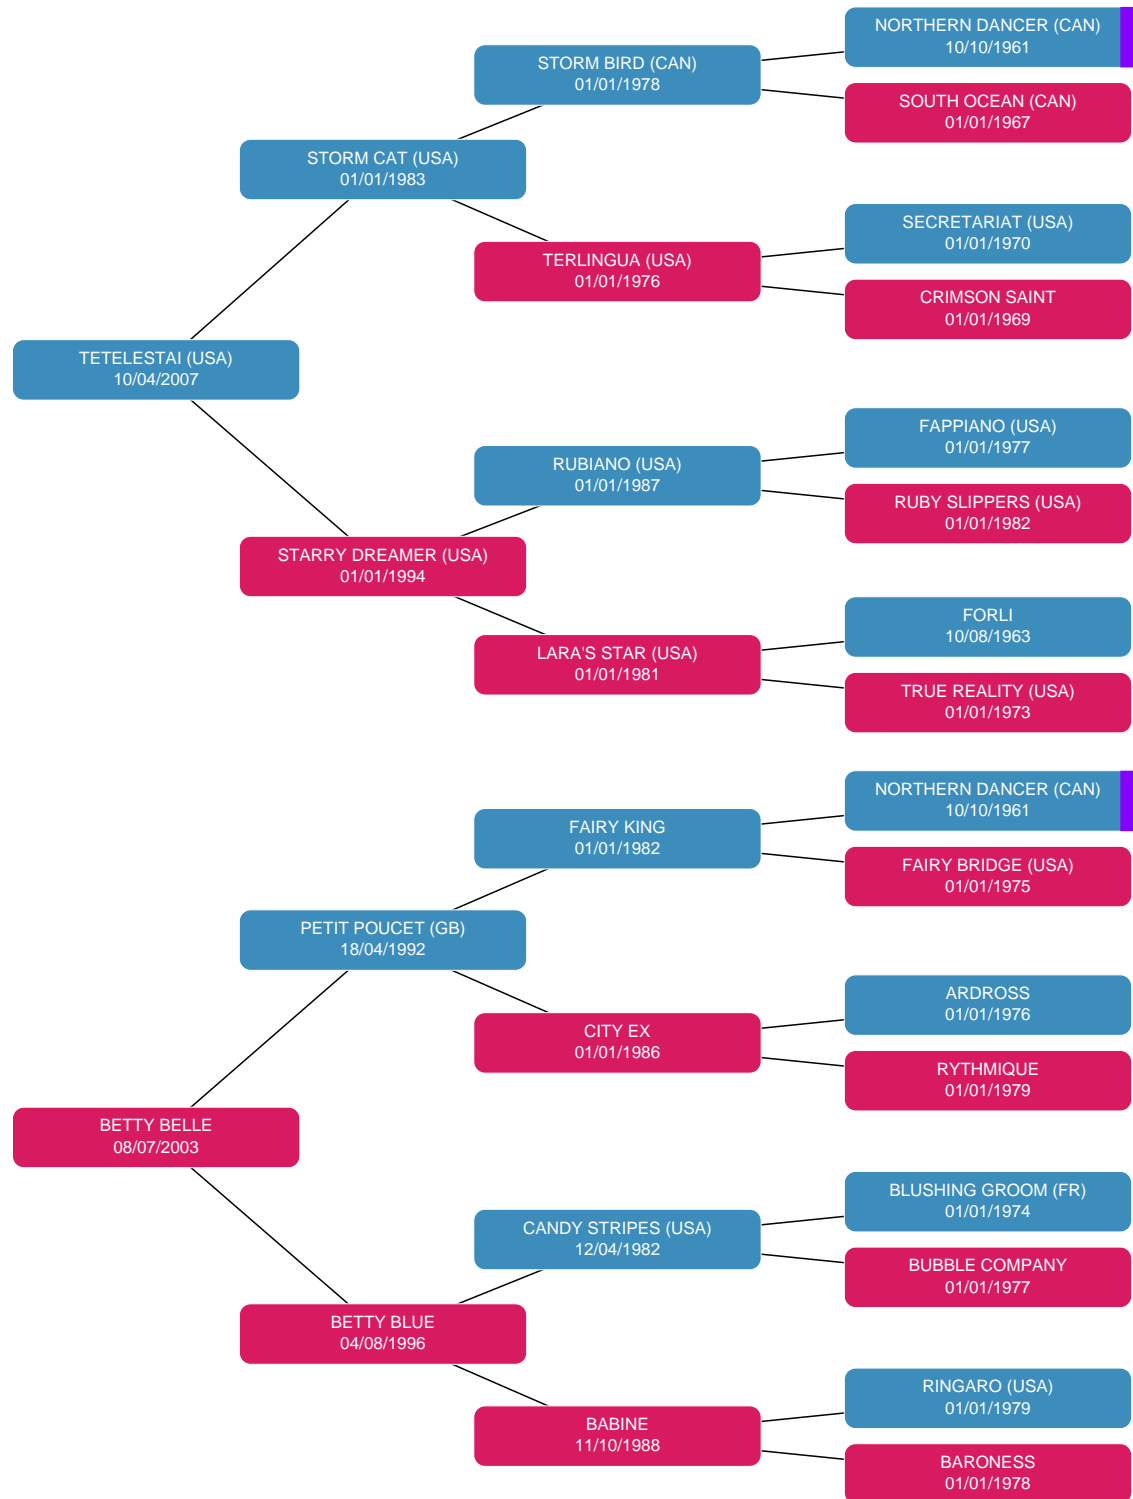 NORTHERN DANCER (CAN)
10/10/1961
STORM BIRD (CAN)
01/01/1978
SOUTH OCEAN (CAN)
01/01/1967
STORM CAT (USA)
01/01/1983
SECRETARIAT (USA)
01/01/1970
TERLINGUA (USA)
01/01/1976
CRIMSON SAINT
01/01/1969
TETELESTAI (USA)
10/04/2007
FAPPIANO (USA)
01/01/1977
RUBIANO (USA)
01/01/1987
RUBY SLIPPERS (USA)
01/01/1982
STARRY DREAMER (USA)
01/01/1994
FORLI
10/08/1963
LARA'S STAR (USA)
01/01/1981
TRUE REALITY (USA)
01/01/1973
NORTHERN DANCER (CAN)
10/10/1961
FAIRY KING
01/01/1982
FAIRY BRIDGE (USA)
01/01/1975
PETIT POUCET (GB)
18/04/1992
ARDROSS
01/01/1976
CITY EX
01/01/1986
RYTHMIQUE
01/01/1979
BETTY BELLE
08/07/2003
BLUSHING GROOM (FR)
01/01/1974
CANDY STRIPES (USA)
12/04/1982
BUBBLE COMPANY
01/01/1977
BETTY BLUE
04/08/1996
RINGARO (USA)
01/01/1979
BABINE
11/10/1988
BARONESS
01/01/1978